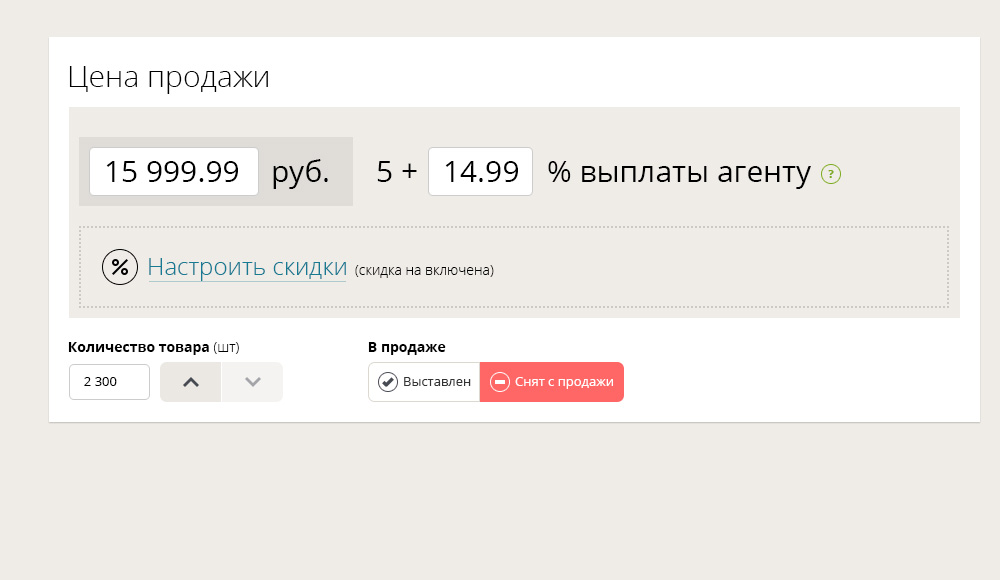 Цена продажи
15 999.99 руб. 5 + 14.99 % выплаты агенту ?
% Настроить скидки (скидка на включена)
Количество товара (шт) В продаже
2 300 Выставлен Снят с продажи